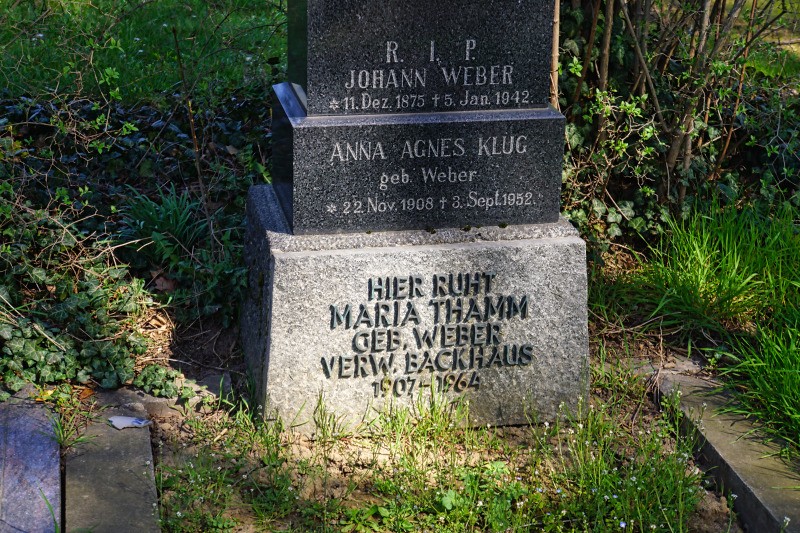 R. I. P.
JOHANN WEBER
* 11. Dez. 1875 † 5. Jan. 1942.
ANNA AGNES KLUG
geb. Weber
* 22. Nov. 1908 † 3. Sept. 1952.
HIER RUHT
MARIA THAMM
GEB. WEBER
VERW. BACKHAUS
1907-1964